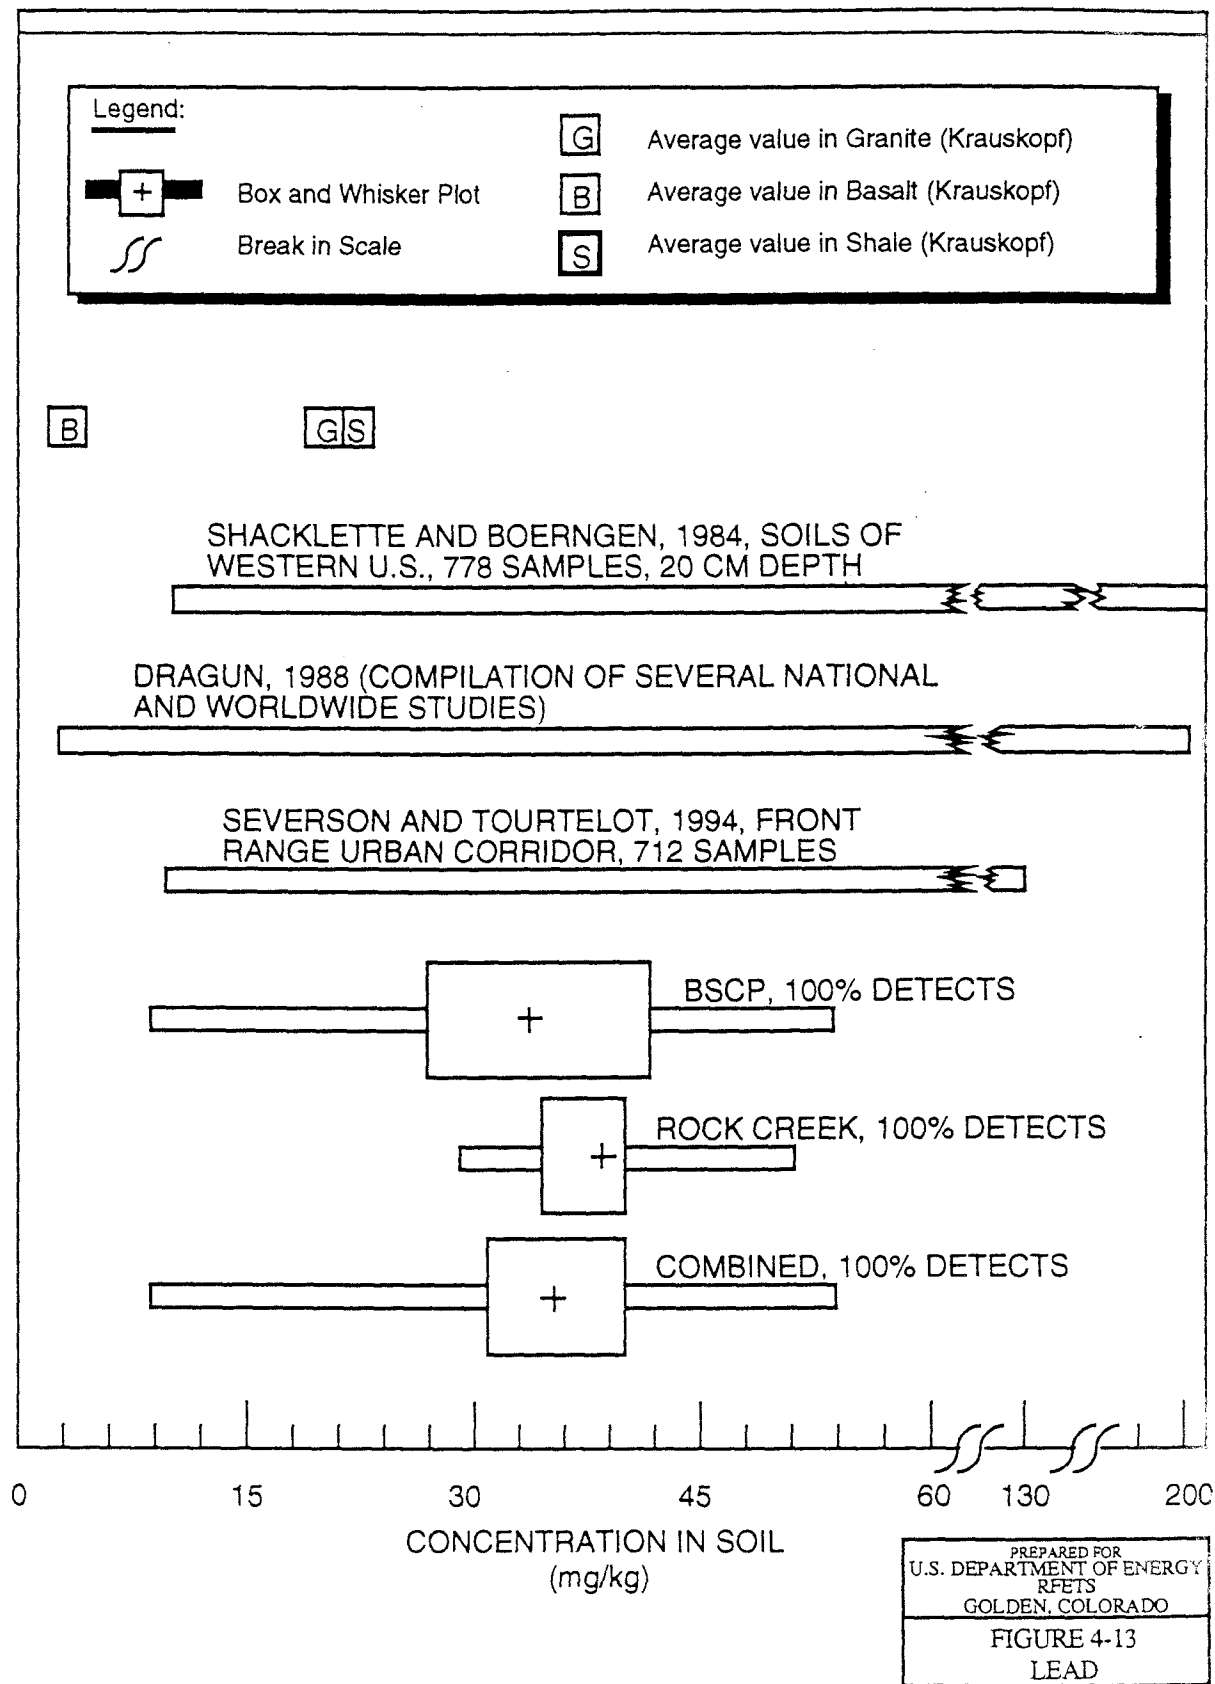 Legend:
+ Box and Whisker Plot
Break in Scale
G Average value in Granite (Krauskopf)
B Average value in Basalt (Krauskopf)
S Average value in Shale (Krauskopf)
B
G S
SHACKLETTE AND BOERNGEN, 1984, SOILS OF
WESTERN U.S., 778 SAMPLES, 20 CM DEPTH
DRAGUN, 1988 (COMPILATION OF SEVERAL NATIONAL
AND WORLDWIDE STUDIES)
SEVERSON AND TOURTELOT, 1994, FRONT
RANGE URBAN CORRIDOR, 712 SAMPLES
BSCP, 100% DETECTS
ROCK CREEK, 100% DETECTS
COMBINED, 100% DETECTS
0 15 30 45 60 130 200
CONCENTRATION IN SOIL
(mg/kg)
PREPARED FOR
U.S. DEPARTMENT OF ENERGY
RFETS
GOLDEN, COLORADO
FIGURE 4-13
LEAD